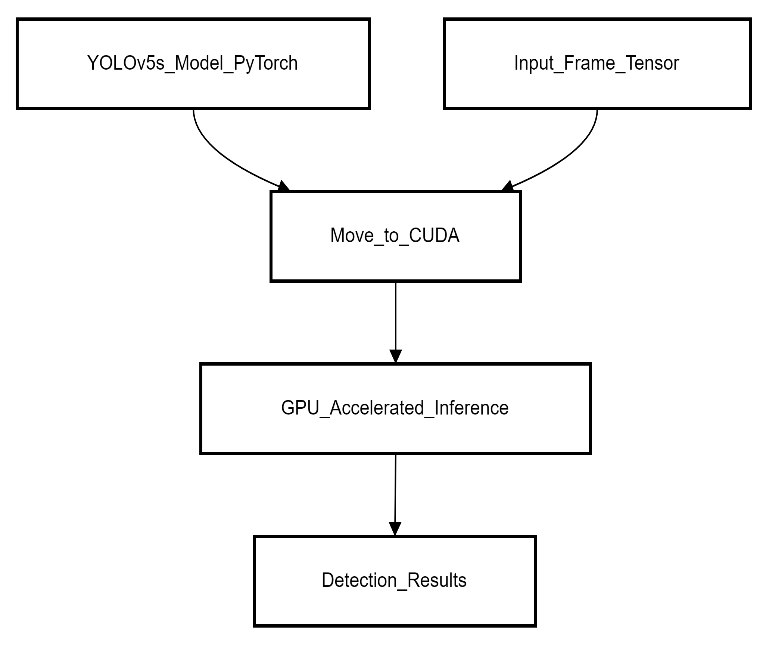 YOLOv5s_Model_PyTorch
Input_Frame_Tensor
Move_to_CUDA
GPU_Accelerated_Inference
Detection_Results